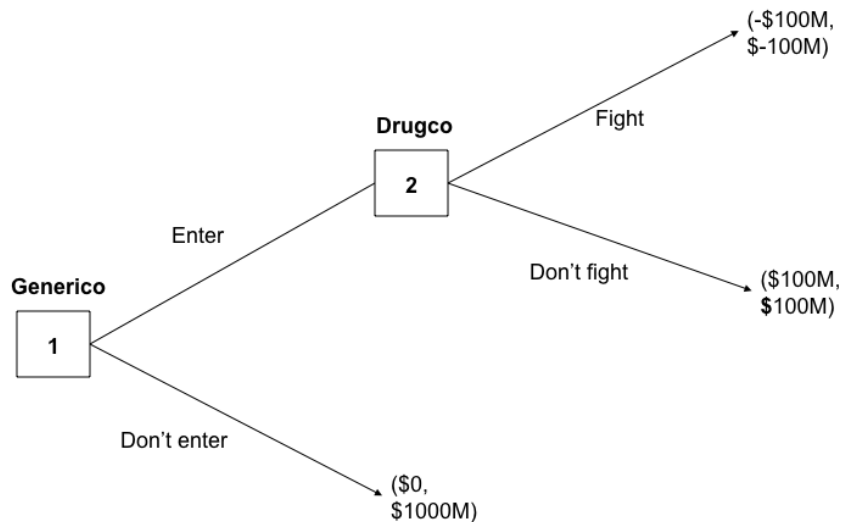 (-$100M,
$-100M)
Drugco
Fight
2
Enter
Don’t fight
Generico
($100M,
$100M)
1
Don’t enter
($0,
$1000M)